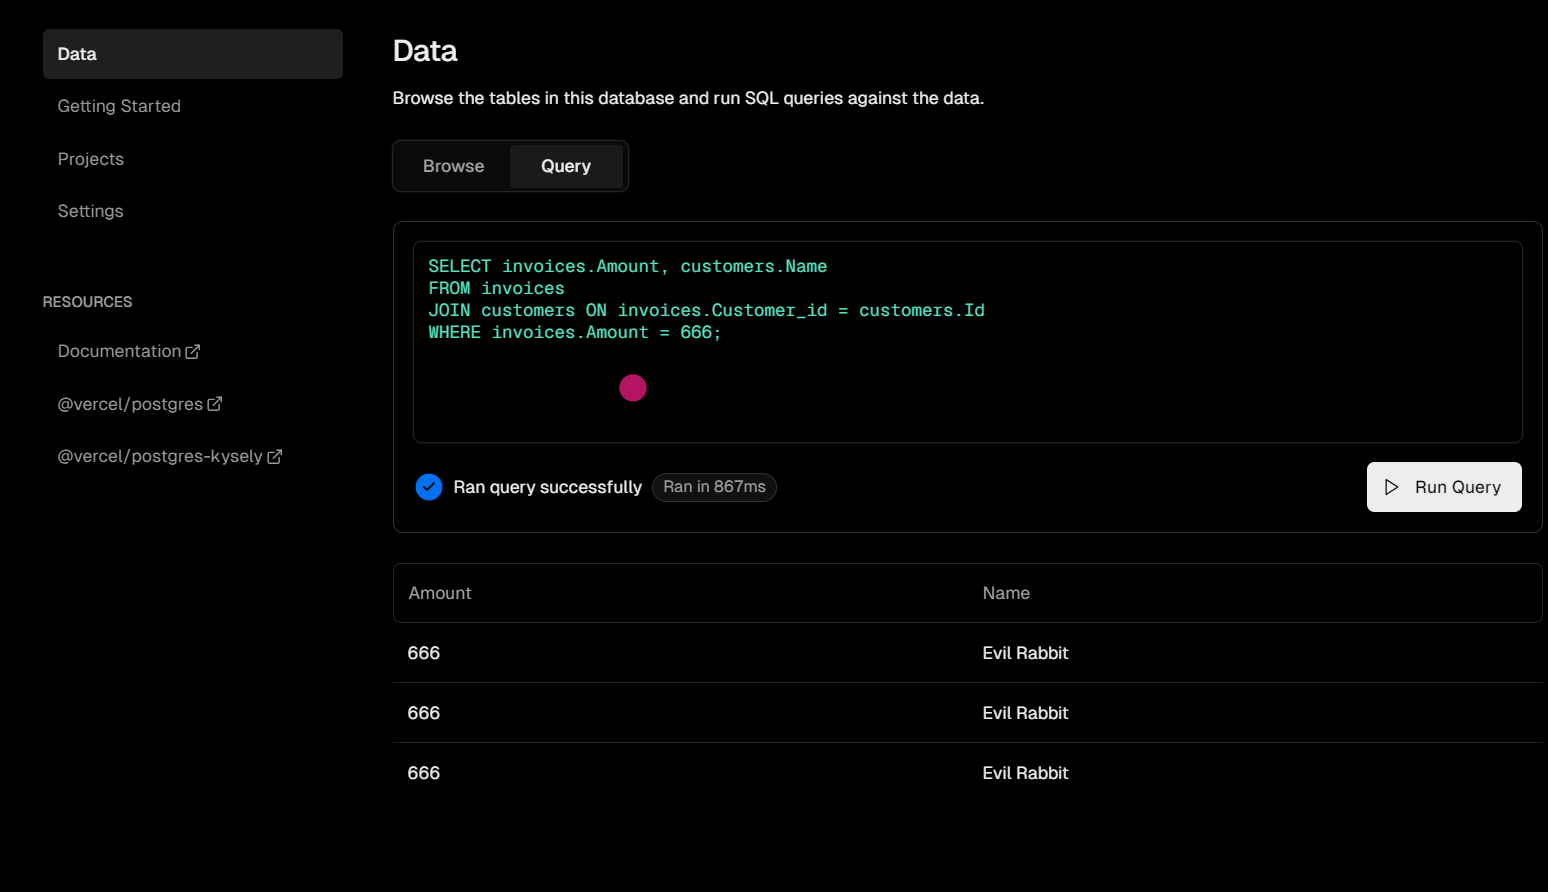 Data
Getting Started
Projects
Settings
RESOURCES
Documentation
@vercel/postgres
@vercel/postgres-kysely
Data
Browse the tables in this database and run SQL queries against the data.
Browse Query
SELECT invoices.Amount, customers.Name
FROM invoices
JOIN customers ON invoices.Customer_id = customers.Id
WHERE invoices.Amount = 666;
Ran query successfully Ran in 867ms Run Query
Amount Name
666 Evil Rabbit
666 Evil Rabbit
666 Evil Rabbit